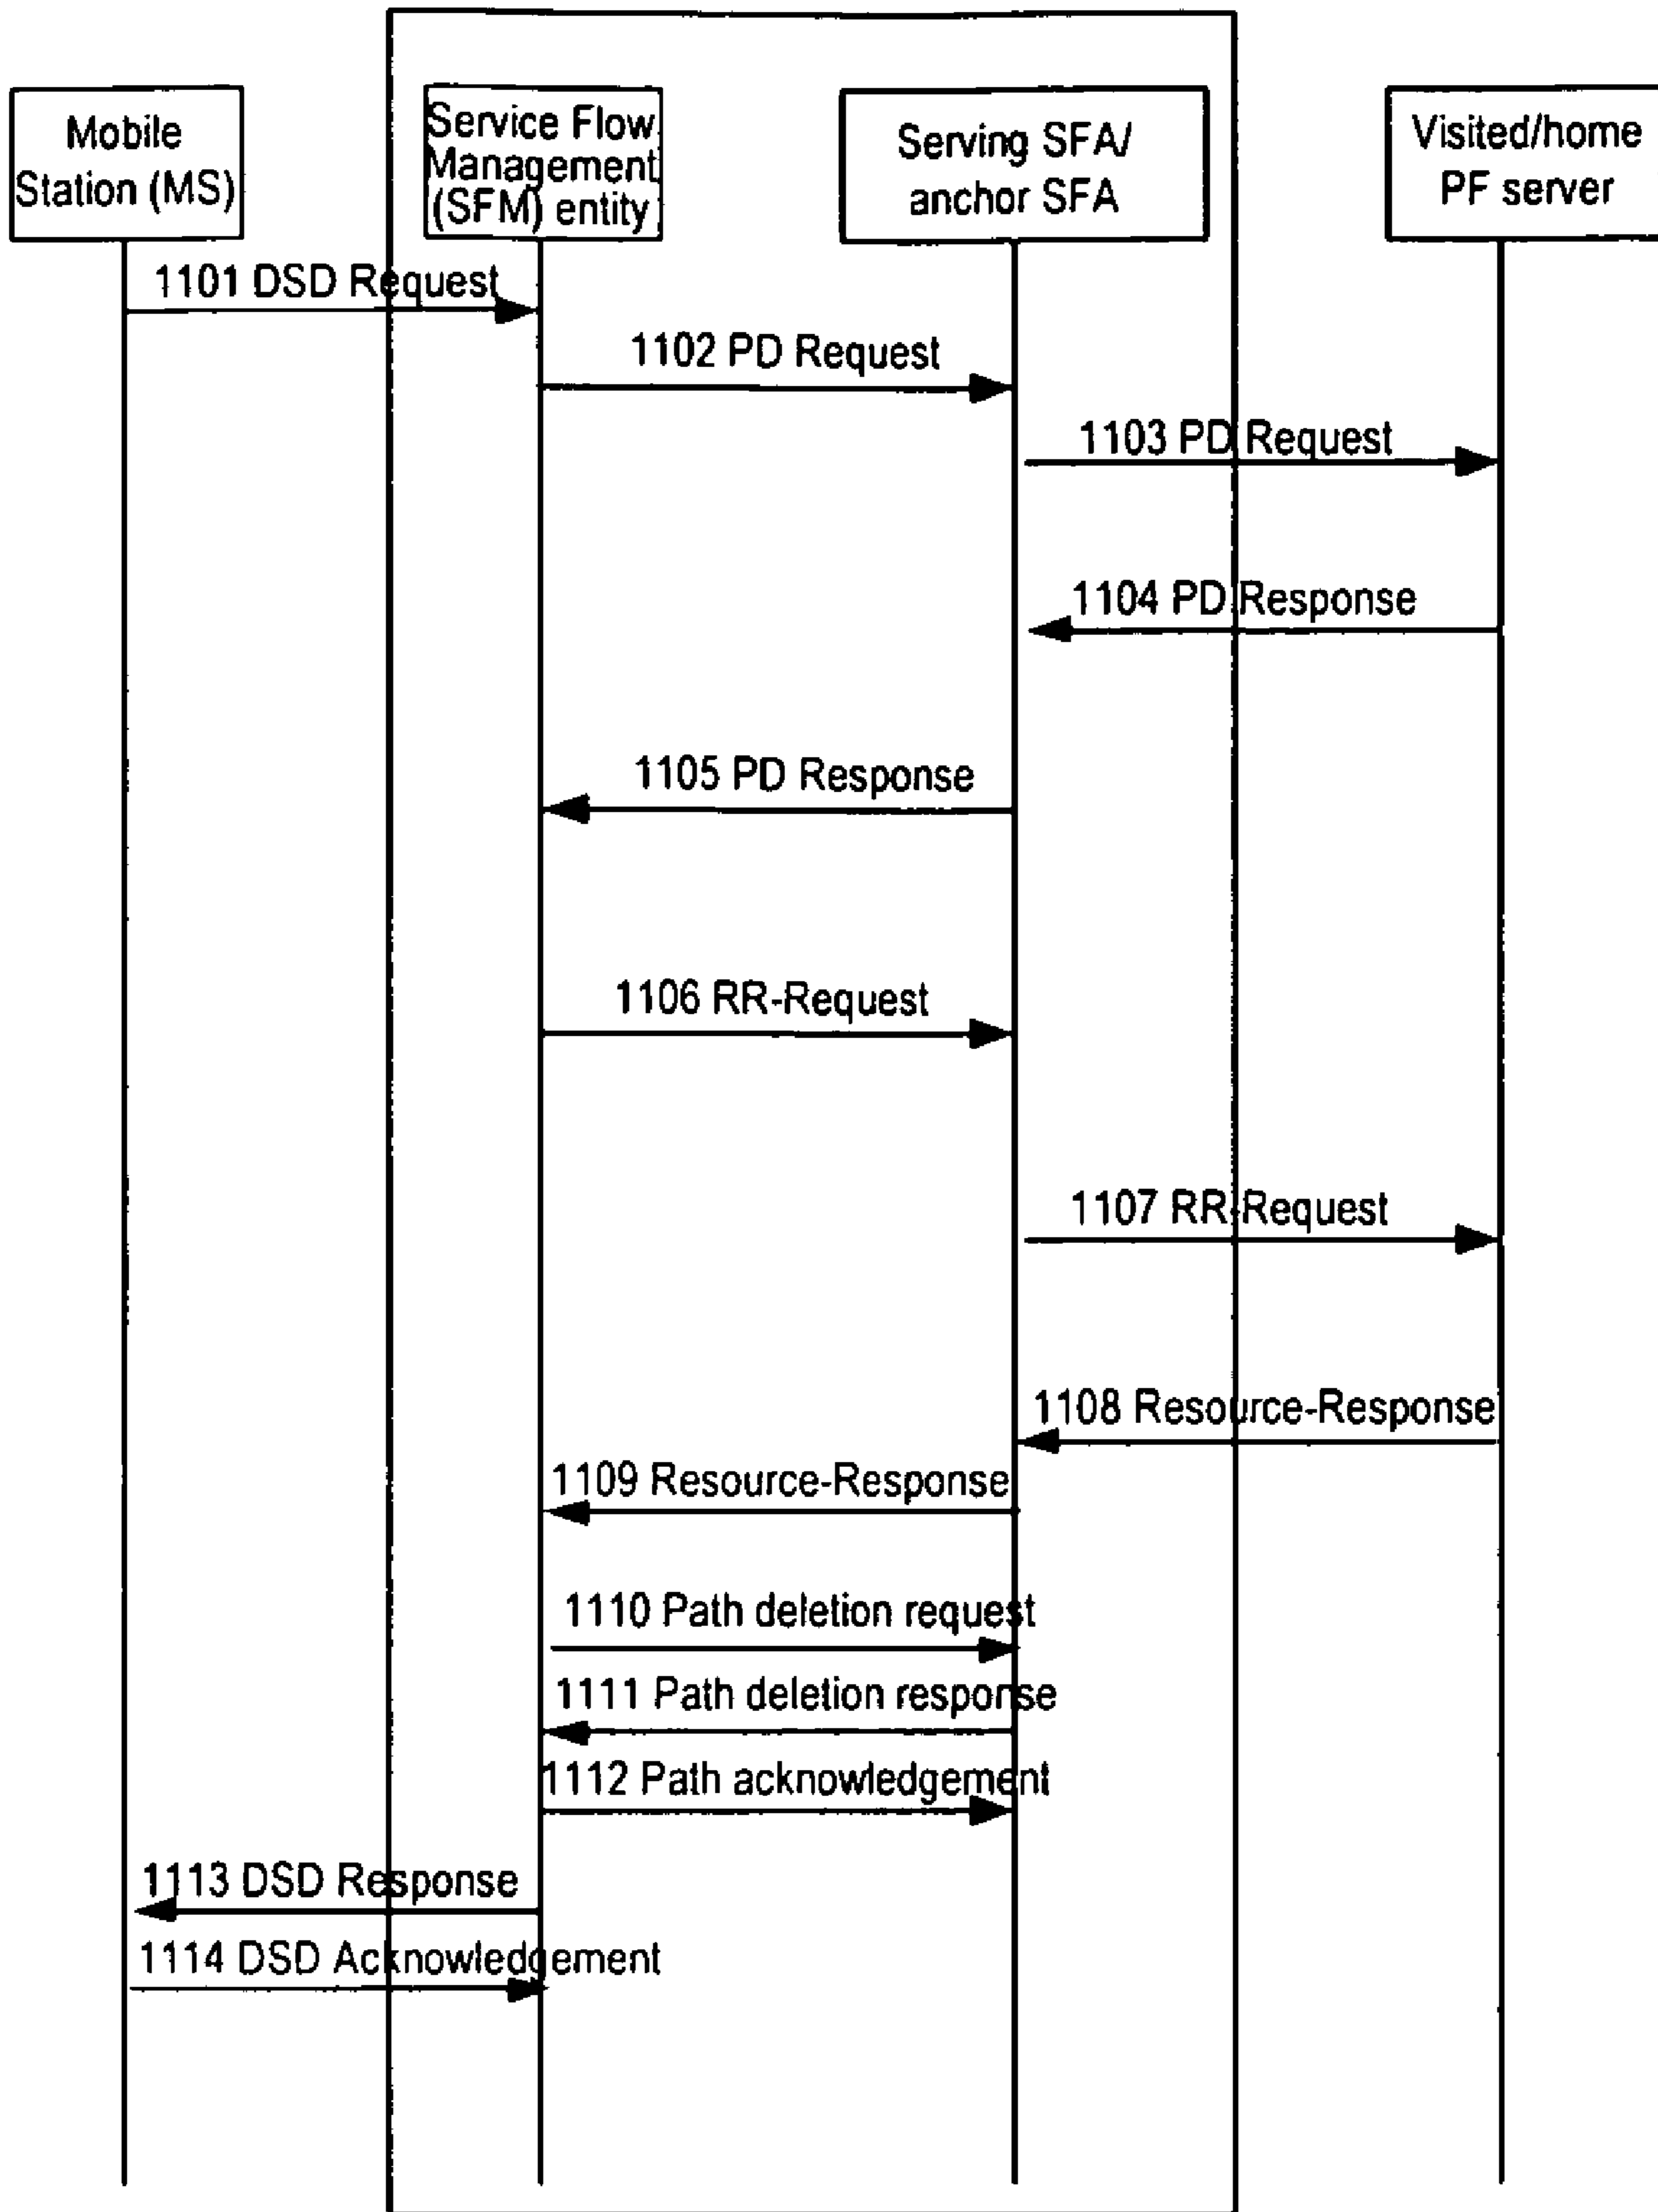 Mobile
Station (MS)
Service Flow
Management
(SFM) entity
Serving SFA/
anchor SFA
Visited/home
PF server
1101 DSD Request
1102 PD Request
1103 PD Request
1104 PD Response
1105 PD Response
1106 RR-Request
1107 RR-Request
1108 Resource-Response
1109 Resource-Response
1110 Path deletion request
1111 Path deletion response
1112 Path acknowledgement
1113 DSD Response
1114 DSD Acknowledgement